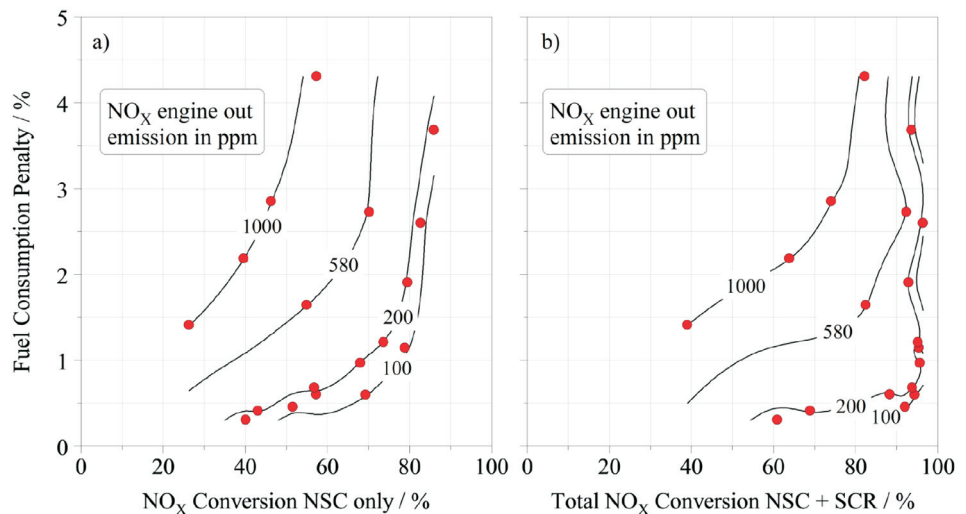 5
4
3
2
1
0
Fuel Consumption Penalty / %
a)
NOX engine out
emission in ppm
1000
580
200
100
0 20 40 60 80 100
NOX Conversion NSC only / %
b)
NOX engine out
emission in ppm
1000
580
200
100
0 20 40 60 80 100
Total NOX Conversion NSC + SCR / %